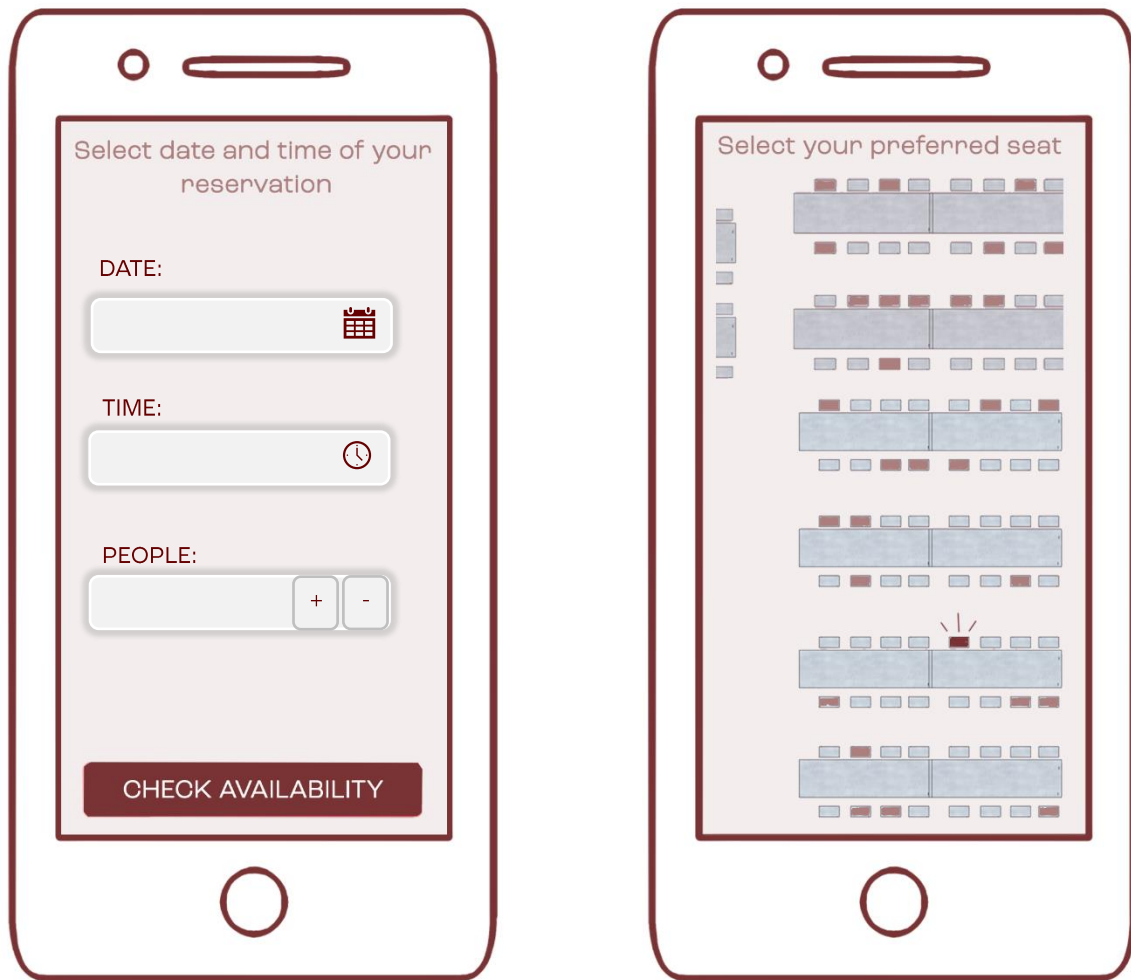 Select date and time of your
reservation
DATE:
TIME:
PEOPLE:
+ -
CHECK AVAILABILITY
Select your preferred seat